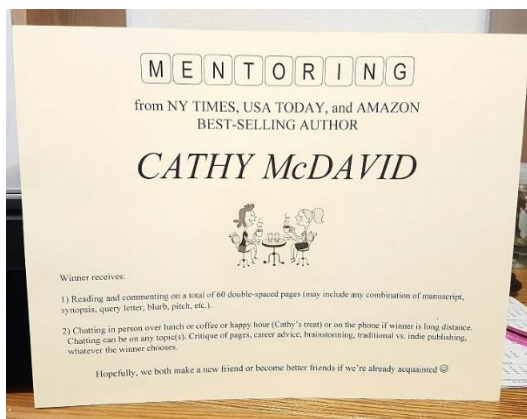 MENTORING
from NY TIMES, USA TODAY, and AMAZON
BEST-SELLING AUTHOR
CATHY McDAVID
Winner receives:
1) Reading and commenting on a total of 60 double-spaced pages (may include any combination of manuscript,
synopsis, query letter, blurb, pitch, etc.).
2) Chatting in person over lunch or coffee or happy hour (Cathy's treat) or on the phone if winner is long distance.
Chatting can be on any topic(s). Critique of pages, career advice, brainstorming, traditional vs. indie publishing,
whatever the winner chooses.
Hopefully, we both make a new friend or become better friends if we're already acquainted ☺